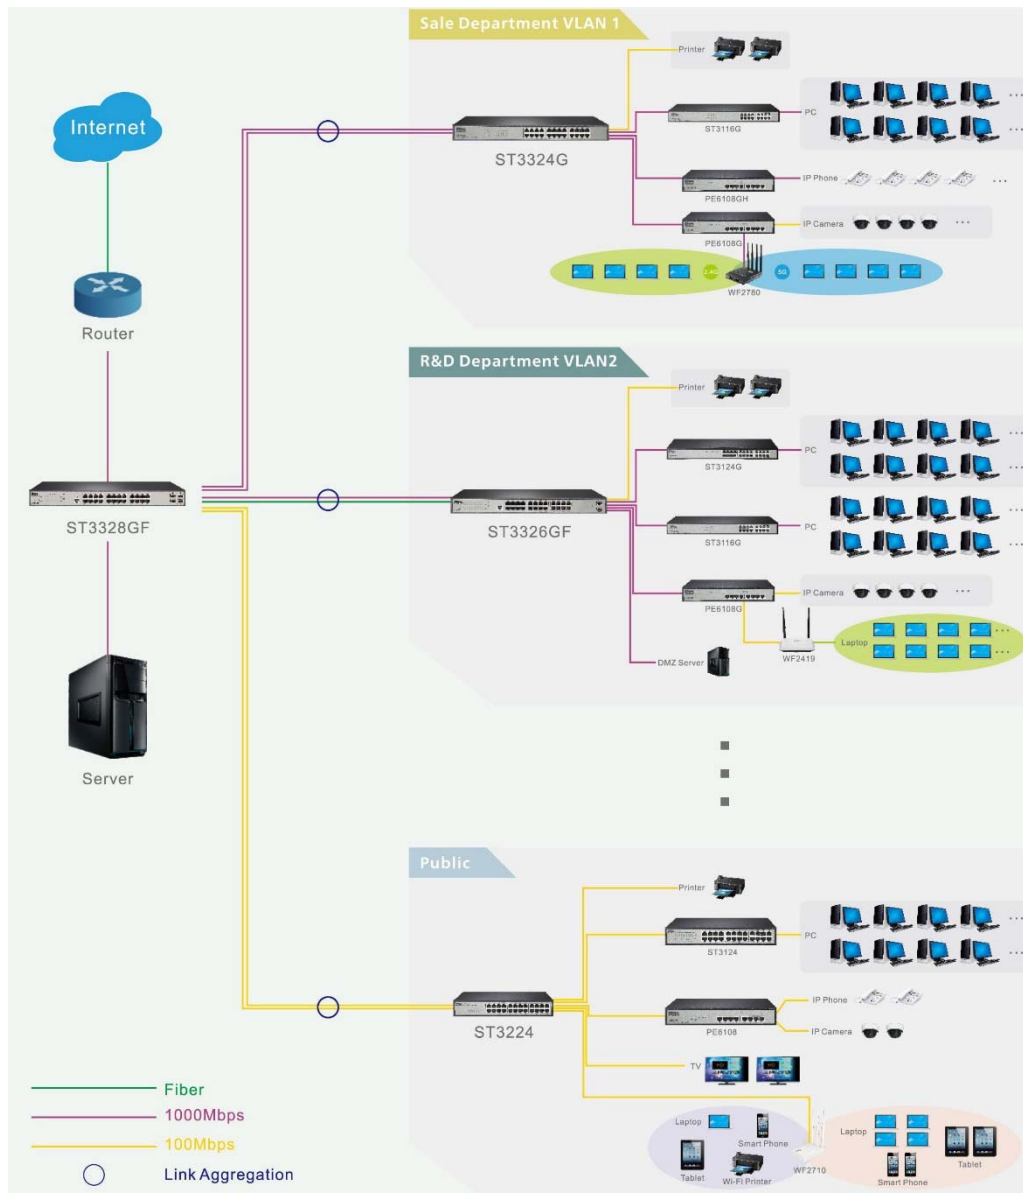 Sale Department VLAN 1
Printer
Internet
ST3324G
ST3116G
PC
PE6108GH
IP Phone
PE6108G
IP Camera
2.4G
5G
WF2780
Router
R&D Department VLAN2
Printer
ST3124G
PC
ST3328GF
ST3326GF
ST3116G
PC
PE6108G
IP Camera
WF2419
Laptop
DMZ Server
Server
Public
Printer
ST3124
PC
ST3224
PE6108
IP Phone
IP Camera
TV
Laptop
Smart Phone
Tablet
Wi-Fi Printer
WF2710
Laptop
Tablet
Smart Phone
Fiber
1000Mbps
100Mbps
Link Aggregation